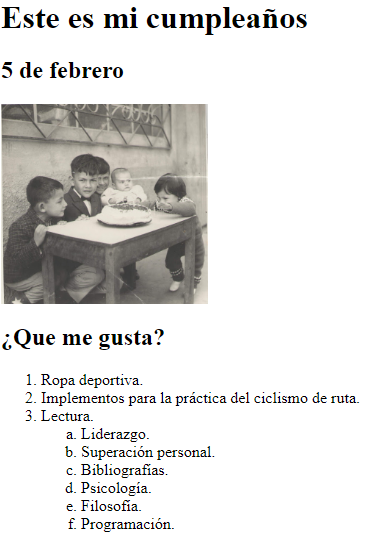 Este es mi cumpleaños
5 de febrero
¿Que me gusta?
1. Ropa deportiva.
2. Implementos para la práctica del ciclismo de ruta.
3. Lectura.
a. Liderazgo.
b. Superación personal.
c. Bibliografías.
d. Psicología.
e. Filosofía.
f. Programación.